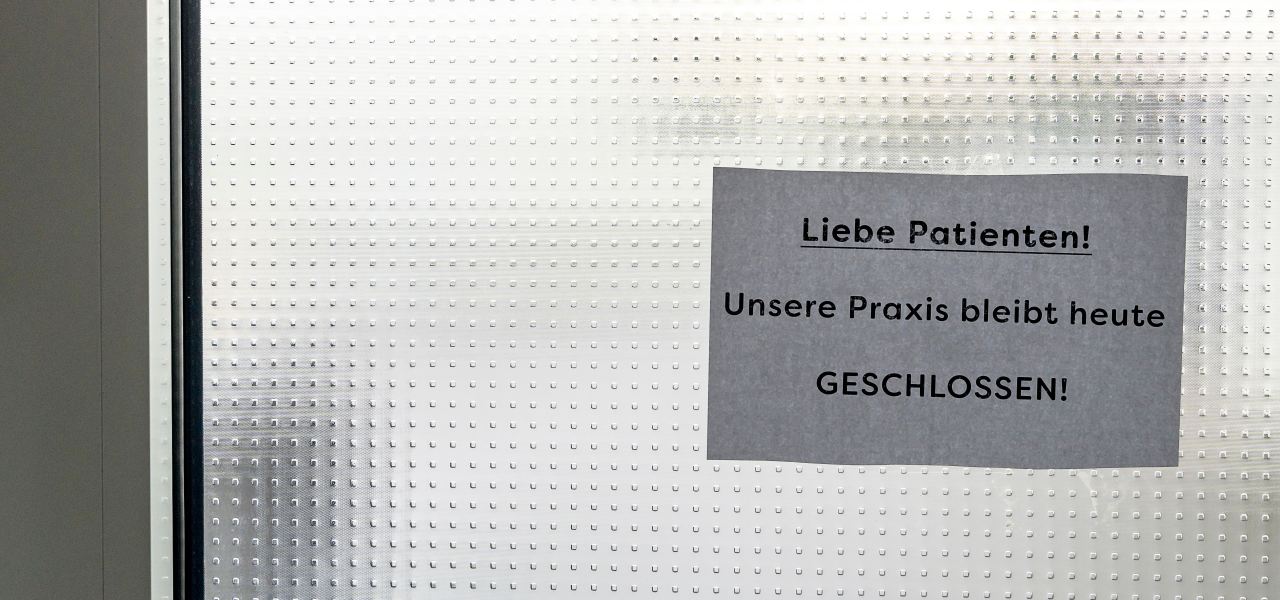 Liebe Patienten!
Unsere Praxis bleibt heute
GESCHLOSSEN!